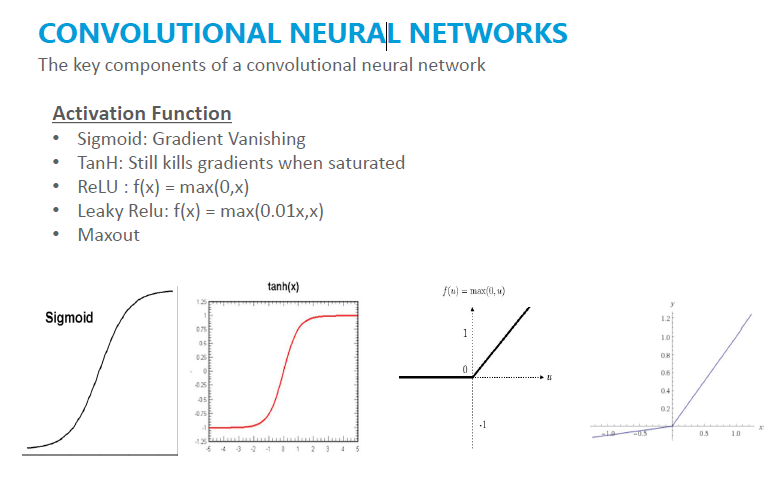 CONVOLUTIONAL NEURAL NETWORKS
The key components of a convolutional neural network
Activation Function
• Sigmoid: Gradient Vanishing
• TanH: Still kills gradients when saturated
• ReLU : f(x) = max(0,x)
• Leaky Relu: f(x) = max(0.01x,x)
• Maxout
Sigmoid
tanh(x)
1.25
1
0.75
0.5
0.25
0
-0.25
-0.5
-0.75
-1
-1.25
-5 -4 -3 -2 -1 0 1 2 3 4 5
f(u) = max(0, u)
1
0
u
-1
y
1.2
1.0
0.8
0.6
0.4
0.2
-1.0 -0.5 0.5 1.0 x